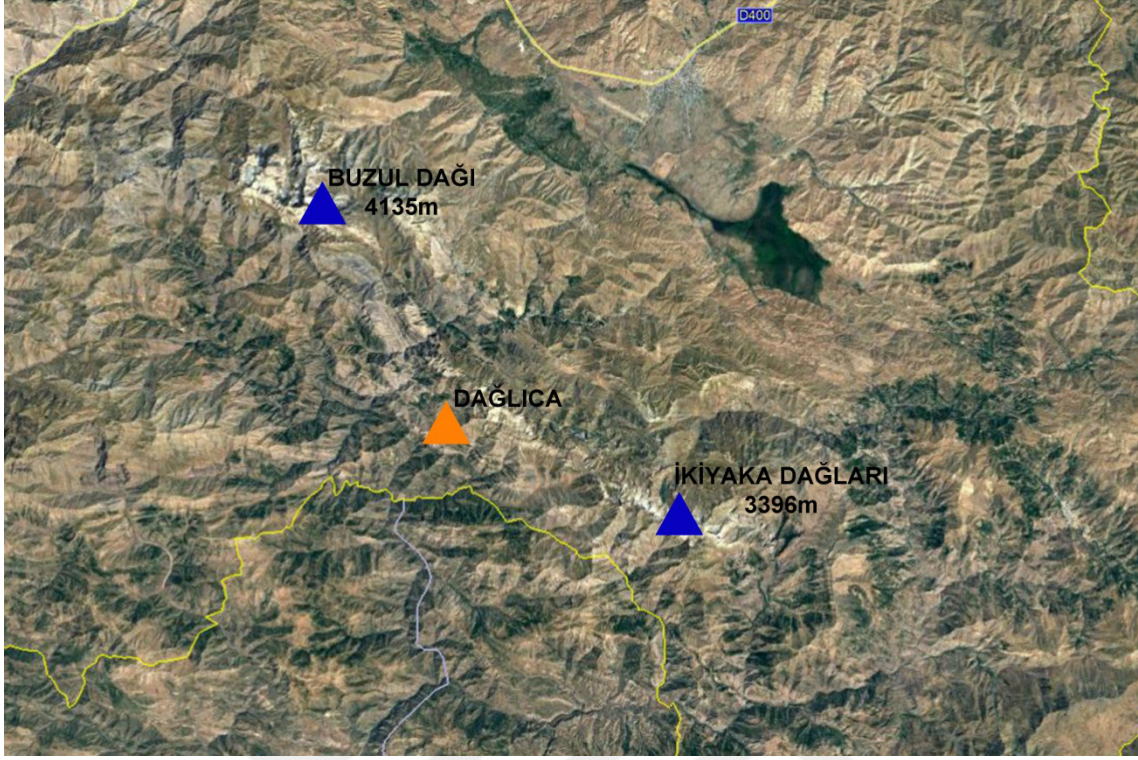 D400
BUZUL DAĞI
4135m
DAĞLICA
İKİYAKA DAĞLARI
3396m